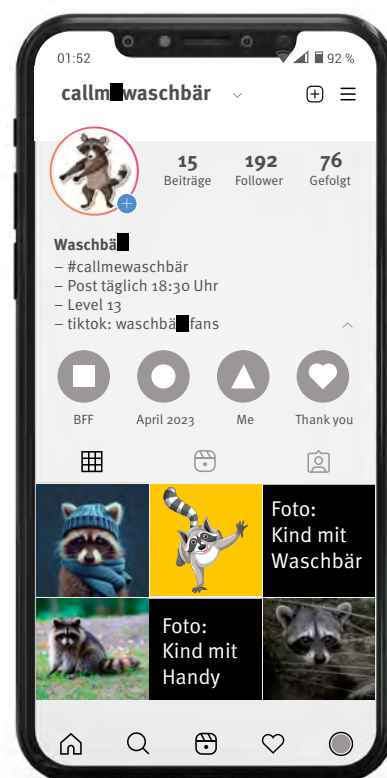 01:52 92 %
callm waschbär
15 192 76
Beiträge Follower Gefolgt
Waschbä
– #callmewaschbär
– Post täglich 18:30 Uhr
– Level 13
– tiktok: waschbä fans
BFF April 2023 Me Thank you
Foto:
Kind mit
Waschbär
Foto:
Kind mit
Handy